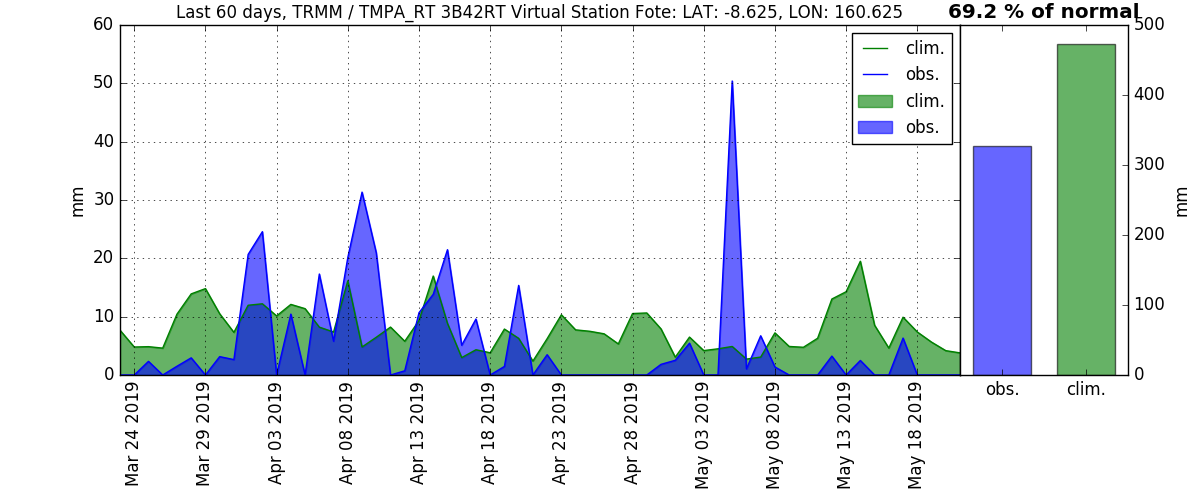 Last 60 days, TRMM / TMPA_RT 3B42RT Virtual Station Fote: LAT: -8.625, LON: 160.625
69.2 % of normal
clim.
obs.
clim.
obs.
60
50
40
30
20
10
0
mm
Mar 24 2019
Mar 29 2019
Apr 03 2019
Apr 08 2019
Apr 13 2019
Apr 18 2019
Apr 23 2019
Apr 28 2019
May 03 2019
May 08 2019
May 13 2019
May 18 2019
500
400
300
200
100
0
mm
obs.
clim.